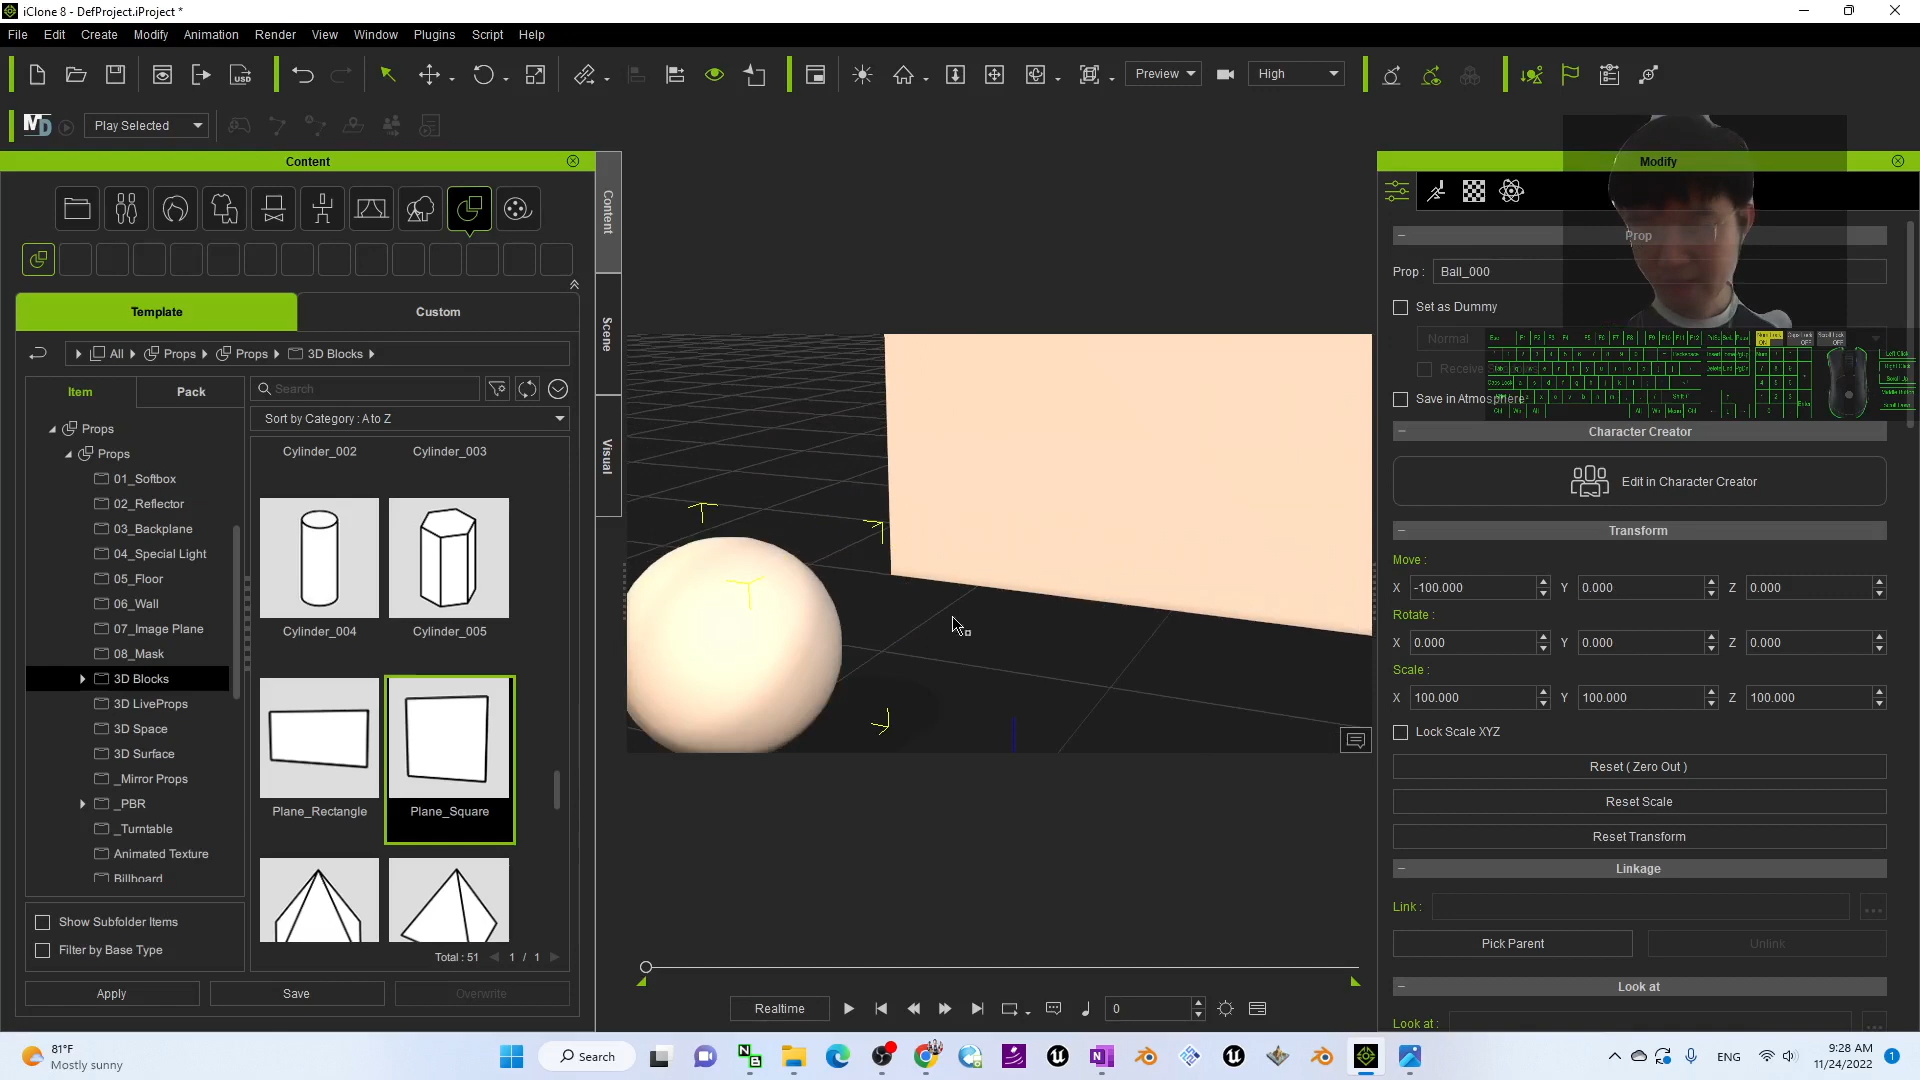 iClone 8 - DefProject.iProject *
File Edit Create Modify Animation Render View Window Plugins Script Help
Preview
High
MD
Play Selected
Content
Modify
Content
Scene
Visual
Template
Custom
All Props Props 3D Blocks
Item
Pack
Search
Sort by Category : A to Z
Props
Props
01_Softbox
02_Reflector
03_Backplane
04_Special Light
05_Floor
06_Wall
07_Image Plane
08_Mask
3D Blocks
3D LiveProps
3D Space
3D Surface
_Mirror Props
_PBR
_Turntable
Animated Texture
Billboard
Cylinder_002
Cylinder_003
Cylinder_004
Cylinder_005
Plane_Rectangle
Plane_Square
Show Subfolder Items
Filter by Base Type
Total : 51
1 / 1
Apply
Save
Overwrite
Realtime
0
Prop
Prop :
Ball_000
Set as Dummy
Normal
Save in Atmosphere
Character Creator
Edit in Character Creator
Transform
Move :
X -100.000 Y 0.000 Z 0.000
Rotate :
X 0.000 Y 0.000 Z 0.000
Scale :
X 100.000 Y 100.000 Z 100.000
Lock Scale XYZ
Reset ( Zero Out )
Reset Scale
Reset Transform
Linkage
Link :
Pick Parent
Unlink
Look at
Look at :
81°F
Mostly sunny
Search
ENG
9:28 AM
11/24/2022
1